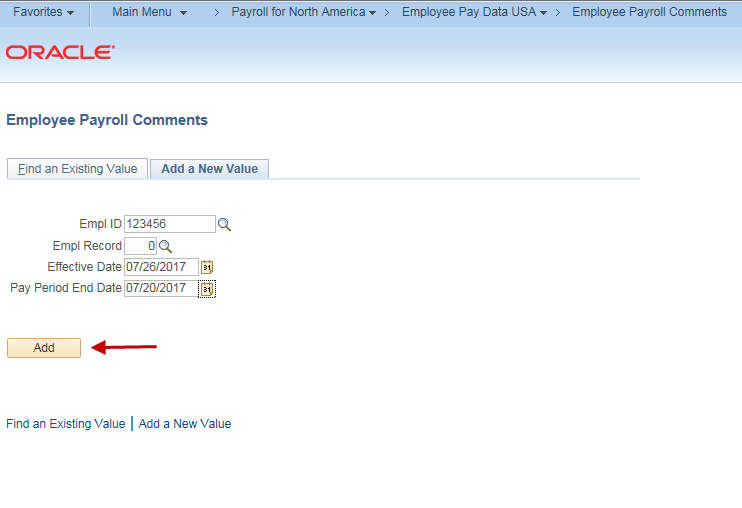 Favorites Main Menu > Payroll for North America > Employee Pay Data USA > Employee Payroll Comments
ORACLE
Employee Payroll Comments
Find an Existing Value Add a New Value
Empl ID 123456
Empl Record 0
Effective Date 07/26/2017 31
Pay Period End Date 07/20/2017 31
Add
Find an Existing Value | Add a New Value